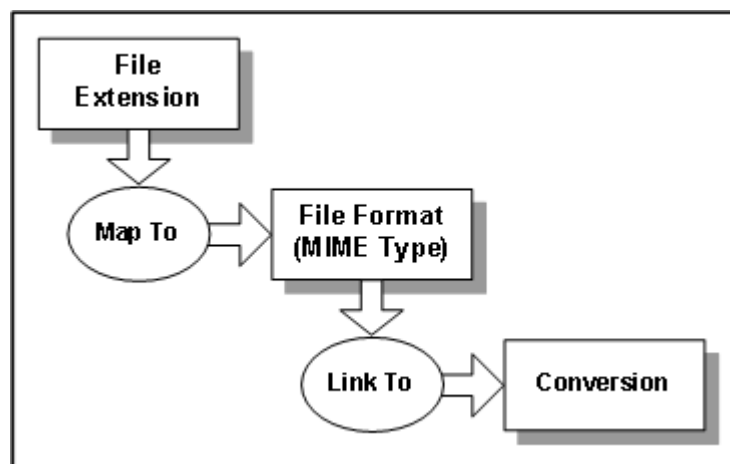 File
Extension
Map To
File Format
(MIME Type)
Link To
Conversion